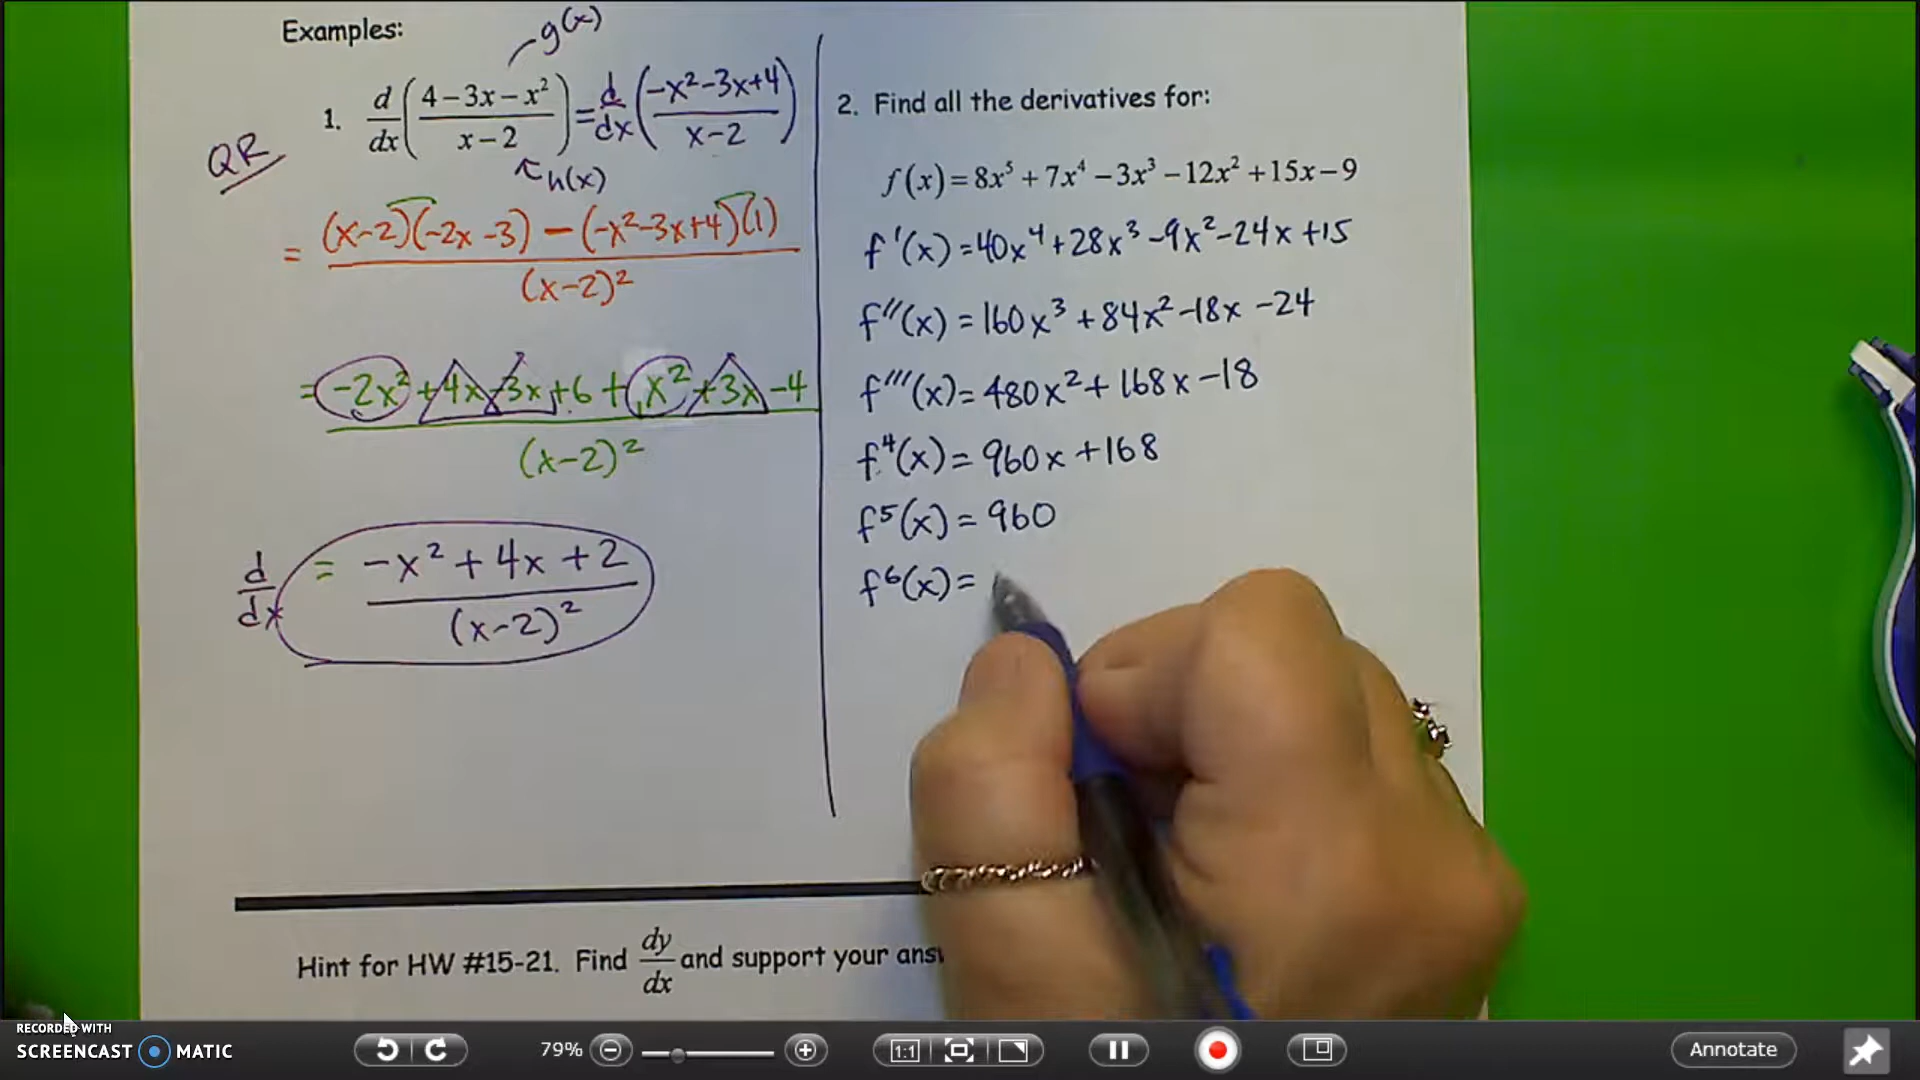 Examples:
g(x)
1. d/dx ( (4 − 3x − x²)/(x − 2) ) = d/dx ( (-x²-3x+4)/(x-2) )
QR
h(x)
= ((x-2)(-2x-3) - (-x²-3x+4)(1))/(x-2)²
= (-2x²+4x-3x+6+x²+3x-4)/(x-2)²
d/dx = (-x²+4x+2)/(x-2)²
2. Find all the derivatives for:
f(x) = 8x⁵ + 7x⁴ − 3x³ − 12x² + 15x − 9
f'(x) = 40x⁴+28x³-9x²-24x+15
f''(x) = 160x³+84x²-18x-24
f'''(x) = 480x²+168x-18
f⁴(x) = 960x+168
f⁵(x) = 960
f⁶(x) =
Hint for HW #15-21. Find dy/dx and support your
RECORDED WITH
SCREENCAST MATIC
79%
1:1
Annotate